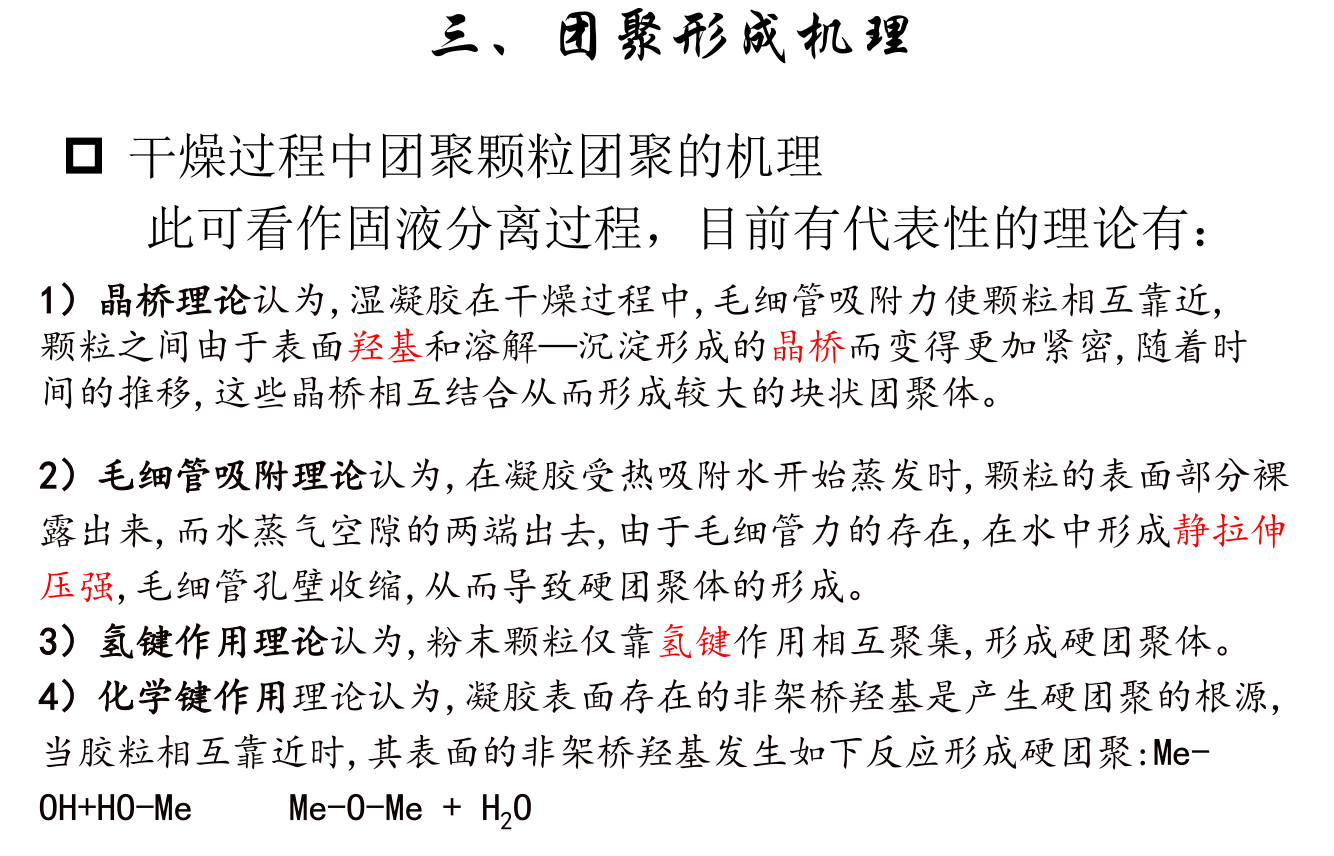 三、团聚形成机理
干燥过程中团聚颗粒团聚的机理
此可看作固液分离过程，目前有代表性的理论有：
1）晶桥理论认为,湿凝胶在干燥过程中,毛细管吸附力使颗粒相互靠近,
颗粒之间由于表面羟基和溶解—沉淀形成的晶桥而变得更加紧密,随着时
间的推移,这些晶桥相互结合从而形成较大的块状团聚体。
2）毛细管吸附理论认为,在凝胶受热吸附水开始蒸发时,颗粒的表面部分裸
露出来,而水蒸气空隙的两端出去,由于毛细管力的存在,在水中形成静拉伸
压强,毛细管孔壁收缩,从而导致硬团聚体的形成。
3）氢键作用理论认为,粉末颗粒仅靠氢键作用相互聚集,形成硬团聚体。
4）化学键作用理论认为,凝胶表面存在的非架桥羟基是产生硬团聚的根源,
当胶粒相互靠近时,其表面的非架桥羟基发生如下反应形成硬团聚:Me-
OH+HO-Me Me-O-Me + H₂O